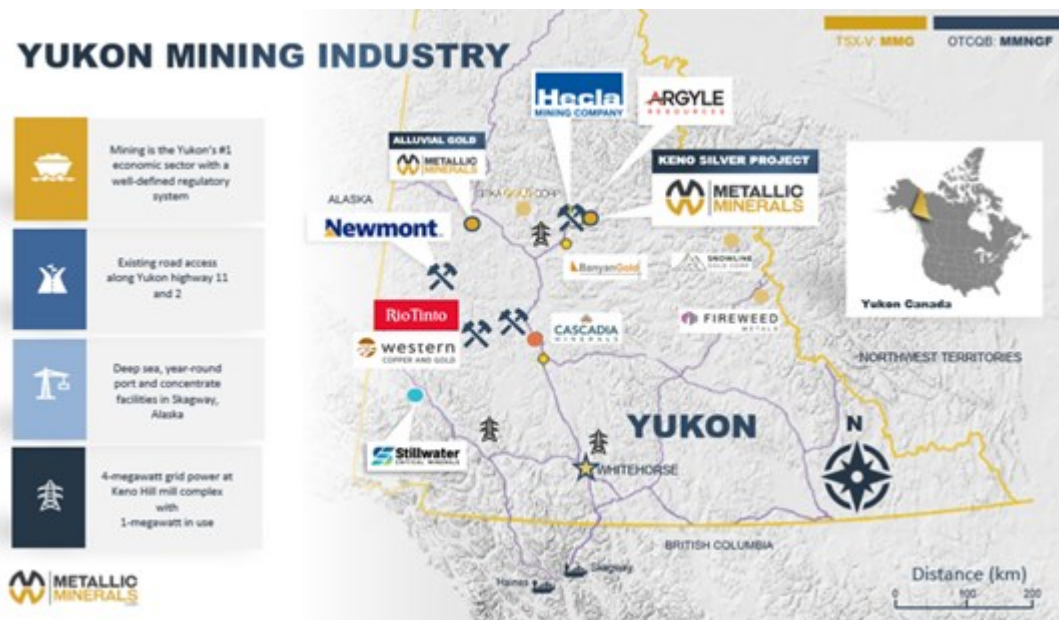 YUKON MINING INDUSTRY
TSX-V: MMG
OTCQB: MMNGF
Mining is the Yukon's #1
economic sector with a
well-defined regulatory
system
Existing road access
along Yukon highway 11
and 2
Deep sea, year-round
port and concentrate
facilities in Skagway,
Alaska
4-megawatt grid power at
Keno Hill mill complex
with
1-megawatt in use
METALLIC
MINERALS
Hecla
MINING COMPANY
ARGYLE
RESOURCES
ALLUVIAL GOLD
METALLIC
MINERALS
KENO SILVER PROJECT
METALLIC
MINERALS
GOLD CORP
ALASKA
Newmont
BanyanGold
SNOWLINE
GOLD CORP
FIREWEED
METALS
RioTinto
western
COPPER AND GOLD
CASCADIA
MINERALS
Stillwater
CRITICAL MINERALS
YUKON
WHITEHORSE
NORTHWEST TERRITORIES
N
Yukon Canada
BRITISH COLUMBIA
Haines
Skagway
Distance (km)
0 100 200